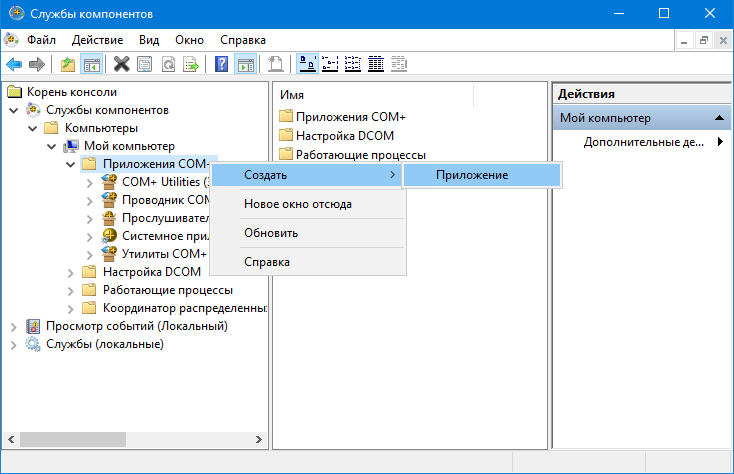 Службы компонентов
Файл Действие Вид Окно Справка
Корень консоли
Службы компонентов
Компьютеры
Мой компьютер
Приложения COM+
COM+ Utilities
Проводник COM
Прослушивател
Системное при
Утилиты COM+
Настройка DCOM
Работающие процессы
Координатор распределенных
Просмотр событий (Локальный)
Службы (локальные)
Создать
Новое окно отсюда
Обновить
Справка
Приложение
Имя
Приложения COM+
Настройка DCOM
Работающие процессы
Действия
Мой компьютер
Дополнительные де...